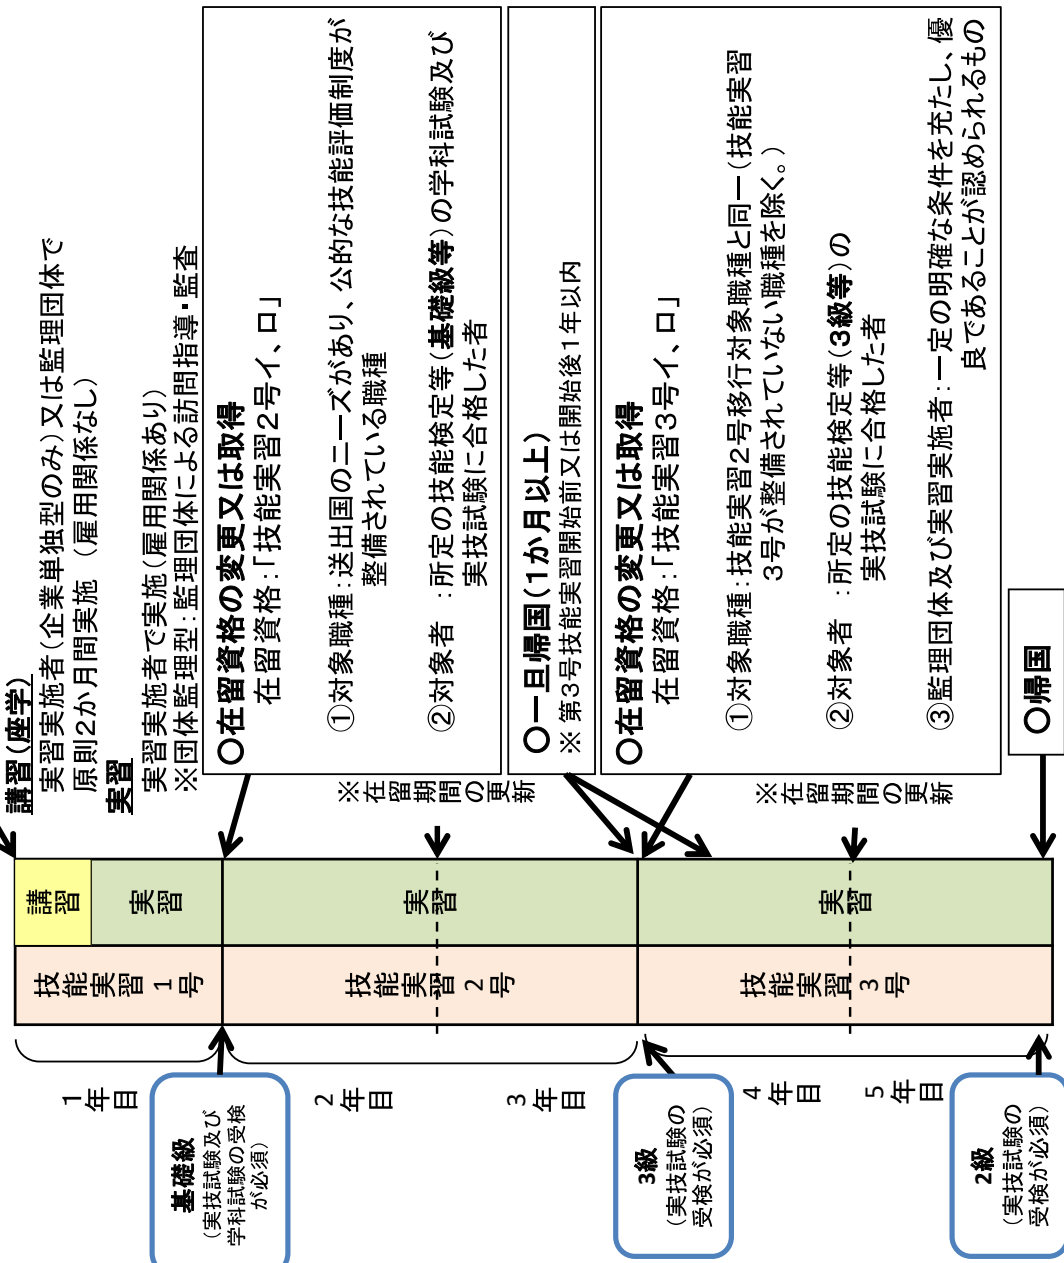 1
年
目
2
年
目
3
年
目
4
年
目
5
年
目
基礎級
(実技試験及び
学科試験の受検
が必須)
3級
(実技試験の
受検が必須)
2級
(実技試験の
受検が必須)
技能実習1号
技能実習2号
技能実習3号
講習
実習
実習
実習
講習(座学)
実習実施者(企業単独型のみ)又は監理団体で
原則2か月間実施 (雇用関係なし)
実習
実習実施者で実施(雇用関係あり)
※団体監理型:監理団体による訪問指導・監査
○在留資格の変更又は取得
在留資格:「技能実習2号イ、ロ」
①対象職種:送出国のニーズがあり、公的な技能評価制度が
整備されている職種
②対象者 :所定の技能検定等(基礎級等)の学科試験及び
実技試験に合格した者
※在留期間の更新
○一旦帰国(1か月以上)
※ 第3号技能実習開始前又は開始後1年以内
○在留資格の変更又は取得
在留資格:「技能実習3号イ、ロ」
①対象職種:技能実習2号移行対象職種と同一(技能実習
3号が整備されていない職種を除く。)
②対象者 :所定の技能検定等(3級等)の
実技試験に合格した者
③監理団体及び実習実施者:一定の明確な条件を充たし、優
良であることが認められるもの
※在留期間の更新
○帰国